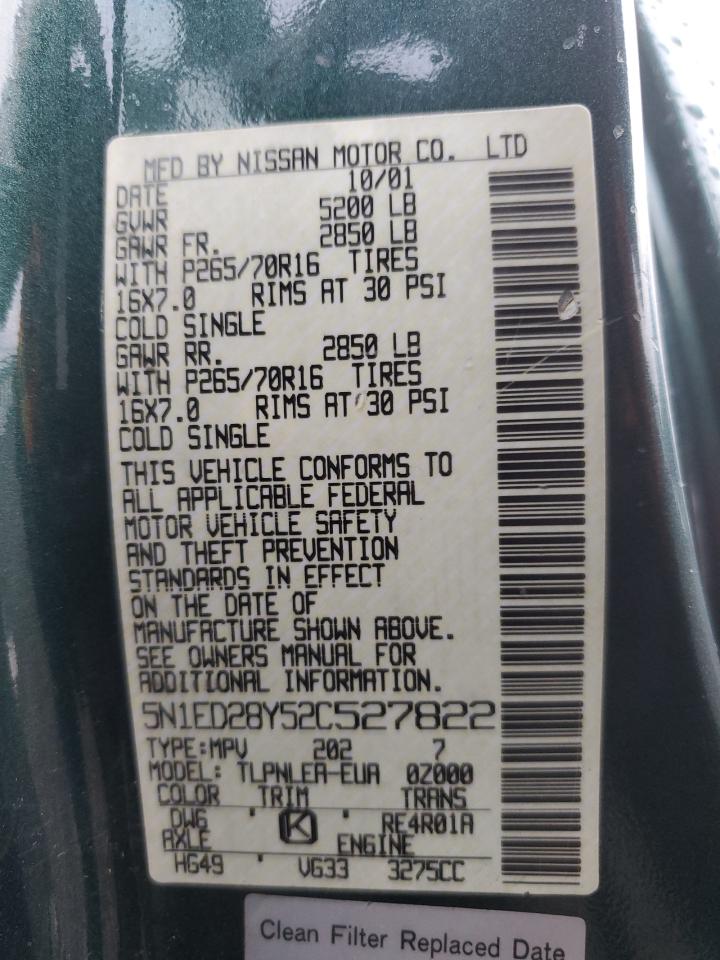 MFD BY NISSAN MOTOR CO. LTD
DATE 10/01
GVWR 5200 LB
GAWR FR. 2850 LB
WITH P265/70R16 TIRES
16X7.0 RIMS AT 30 PSI
COLD SINGLE
GAWR RR. 2850 LB
WITH P265/70R16 TIRES
16X7.0 RIMS AT 30 PSI
COLD SINGLE
THIS VEHICLE CONFORMS TO
ALL APPLICABLE FEDERAL
MOTOR VEHICLE SAFETY
AND THEFT PREVENTION
STANDARDS IN EFFECT
ON THE DATE OF
MANUFACTURE SHOWN ABOVE.
SEE OWNERS MANUAL FOR
ADDITIONAL INFORMATION.
5N1ED28Y52C527822
TYPE:MPV 202 7
MODEL: TLPNLEA-EUA 0Z000
COLOR TRIM TRANS
DW6 K RE4R01A
AXLE ENGINE
HG49 VG33 3275CC
Clean Filter Replaced Date